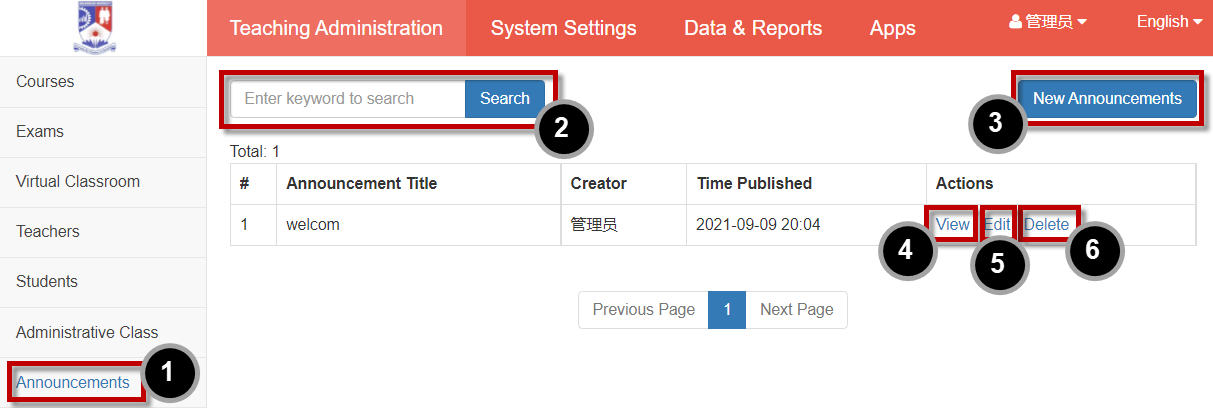 Teaching Administration System Settings Data & Reports Apps 管理员 English
Courses
Exams
Virtual Classroom
Teachers
Students
Administrative Class
Announcements 1
Enter keyword to search Search 2
3 New Announcements
Total: 1
# Announcement Title Creator Time Published Actions
1 welcom 管理员 2021-09-09 20:04 View Edit Delete
4 5 6
Previous Page 1 Next Page